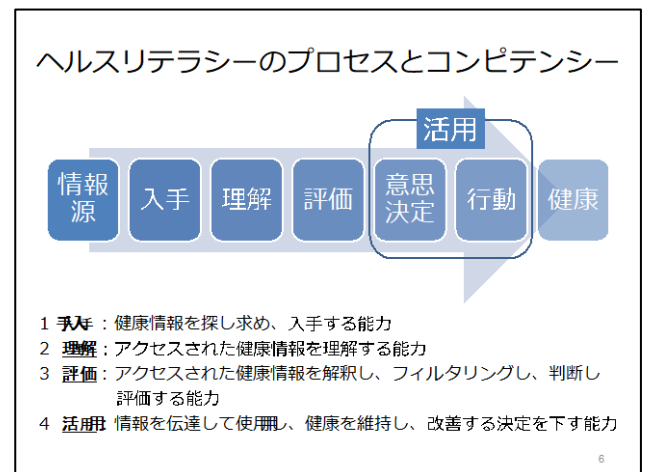 ヘルスリテラシーのプロセスとコンピテンシー
活用
情報
源
入手
理解
評価
意思
決定
行動
健康
1 入手：健康情報を探し求め、入手する能力
2 理解：アクセスされた健康情報を理解する能力
3 評価：アクセスされた健康情報を解釈し、フィルタリングし、判断し
評価する能力
4 活用：情報を伝達して使用し、健康を維持し、改善する決定を下す能力
6